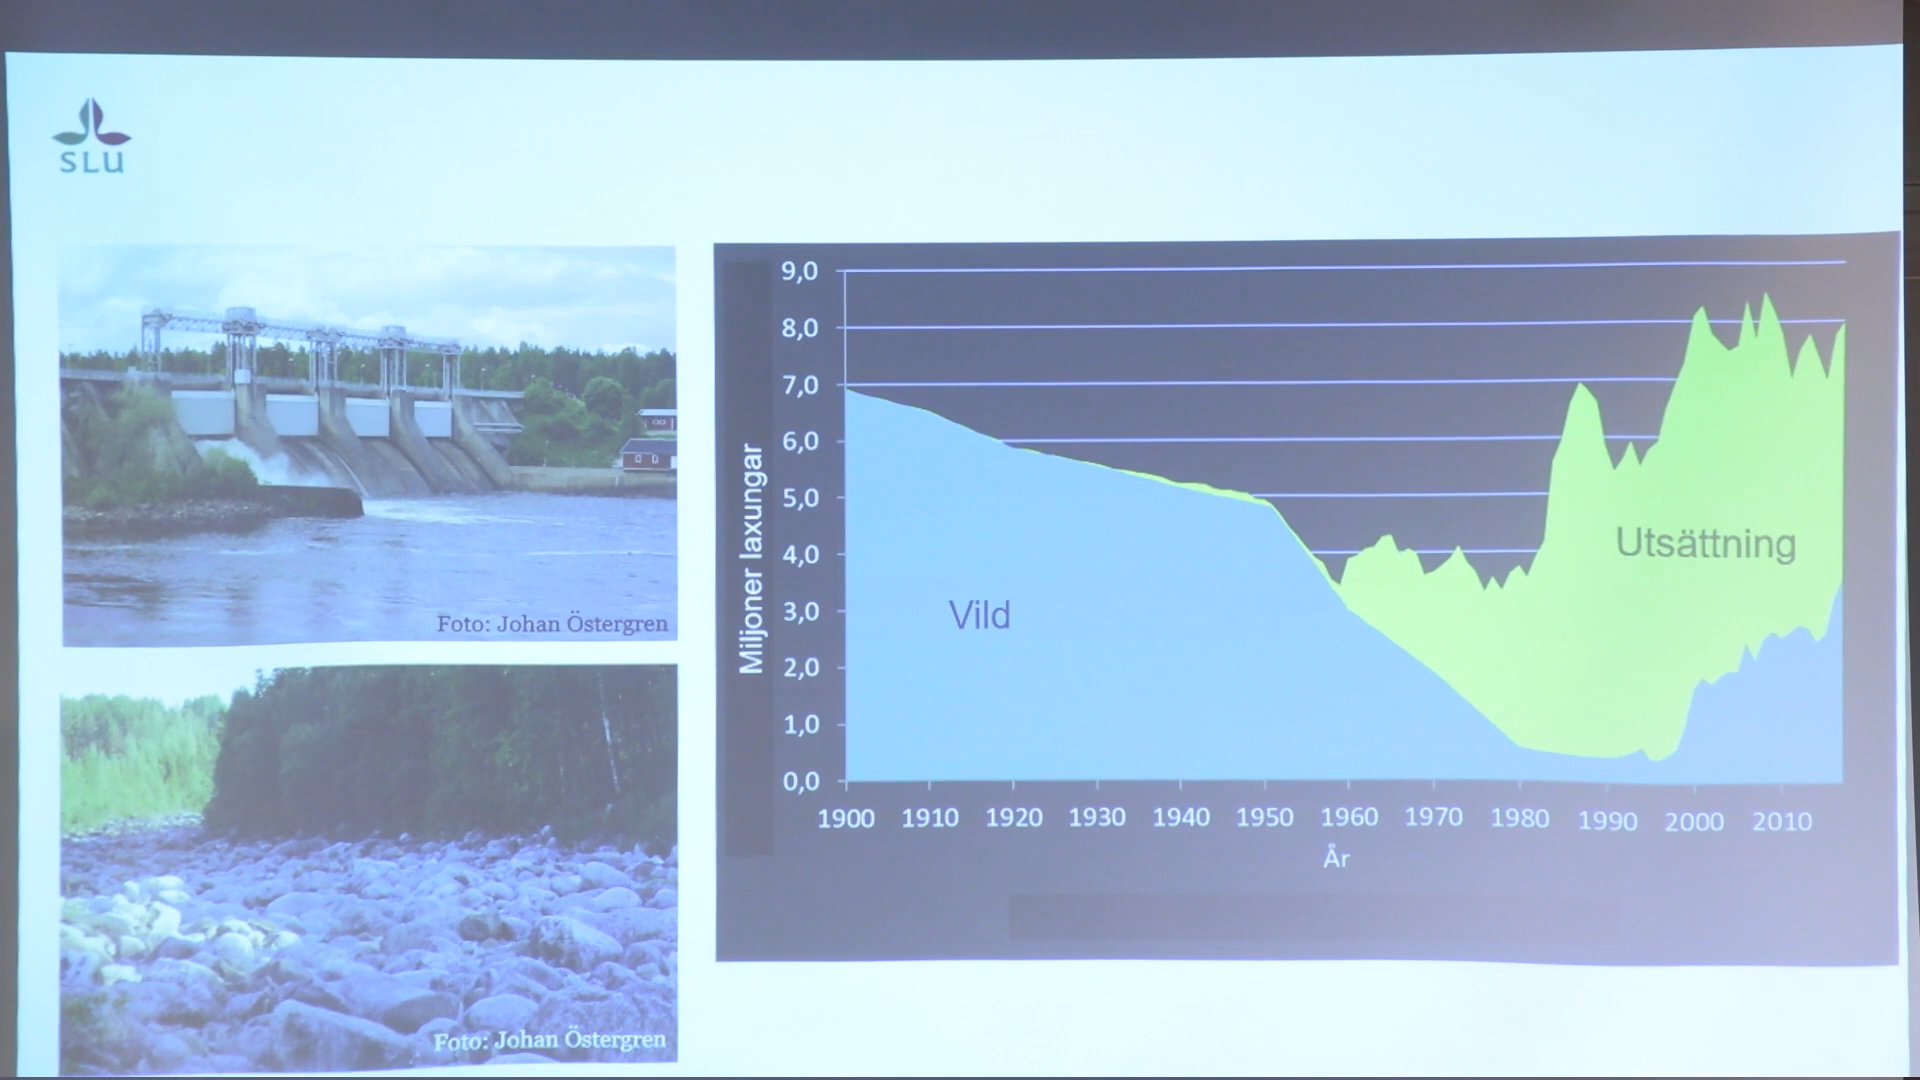 SLU
Foto: Johan Östergren
Foto: Johan Östergren
Miljoner laxungar
9,0
8,0
7,0
6,0
5,0
4,0
3,0
2,0
1,0
0,0
Vild
Utsättning
1900 1910 1920 1930 1940 1950 1960 1970 1980 1990 2000 2010
År